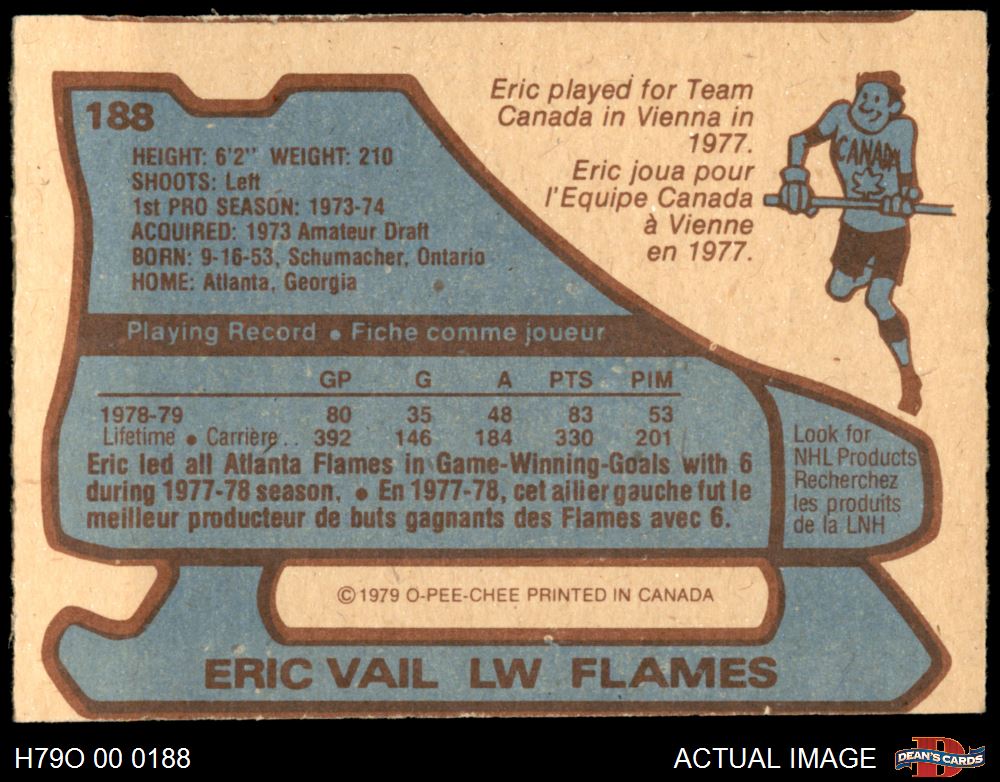 188
HEIGHT: 6'2" WEIGHT: 210
SHOOTS: Left
1st PRO SEASON: 1973-74
ACQUIRED: 1973 Amateur Draft
BORN: 9-16-53, Schumacher, Ontario
HOME: Atlanta, Georgia
Eric played for Team
Canada in Vienna in
1977.
Eric joua pour
l'Equipe Canada
à Vienne
en 1977.
CANADA
Playing Record • Fiche comme joueur
GP G A PTS PIM
1978-79 80 35 48 83 53
Lifetime • Carrière .. 392 146 184 330 201
Eric led all Atlanta Flames in Game-Winning-Goals with 6
during 1977-78 season. • En 1977-78, cet ailier gauche fut le
meilleur producteur de buts gagnants des Flames avec 6.
Look for
NHL Products
Recherchez
les produits
de la LNH
©1979 O-PEE-CHEE PRINTED IN CANADA
ERIC VAIL LW FLAMES
H79O 00 0188
ACTUAL IMAGE
D
DEAN'S CARDS